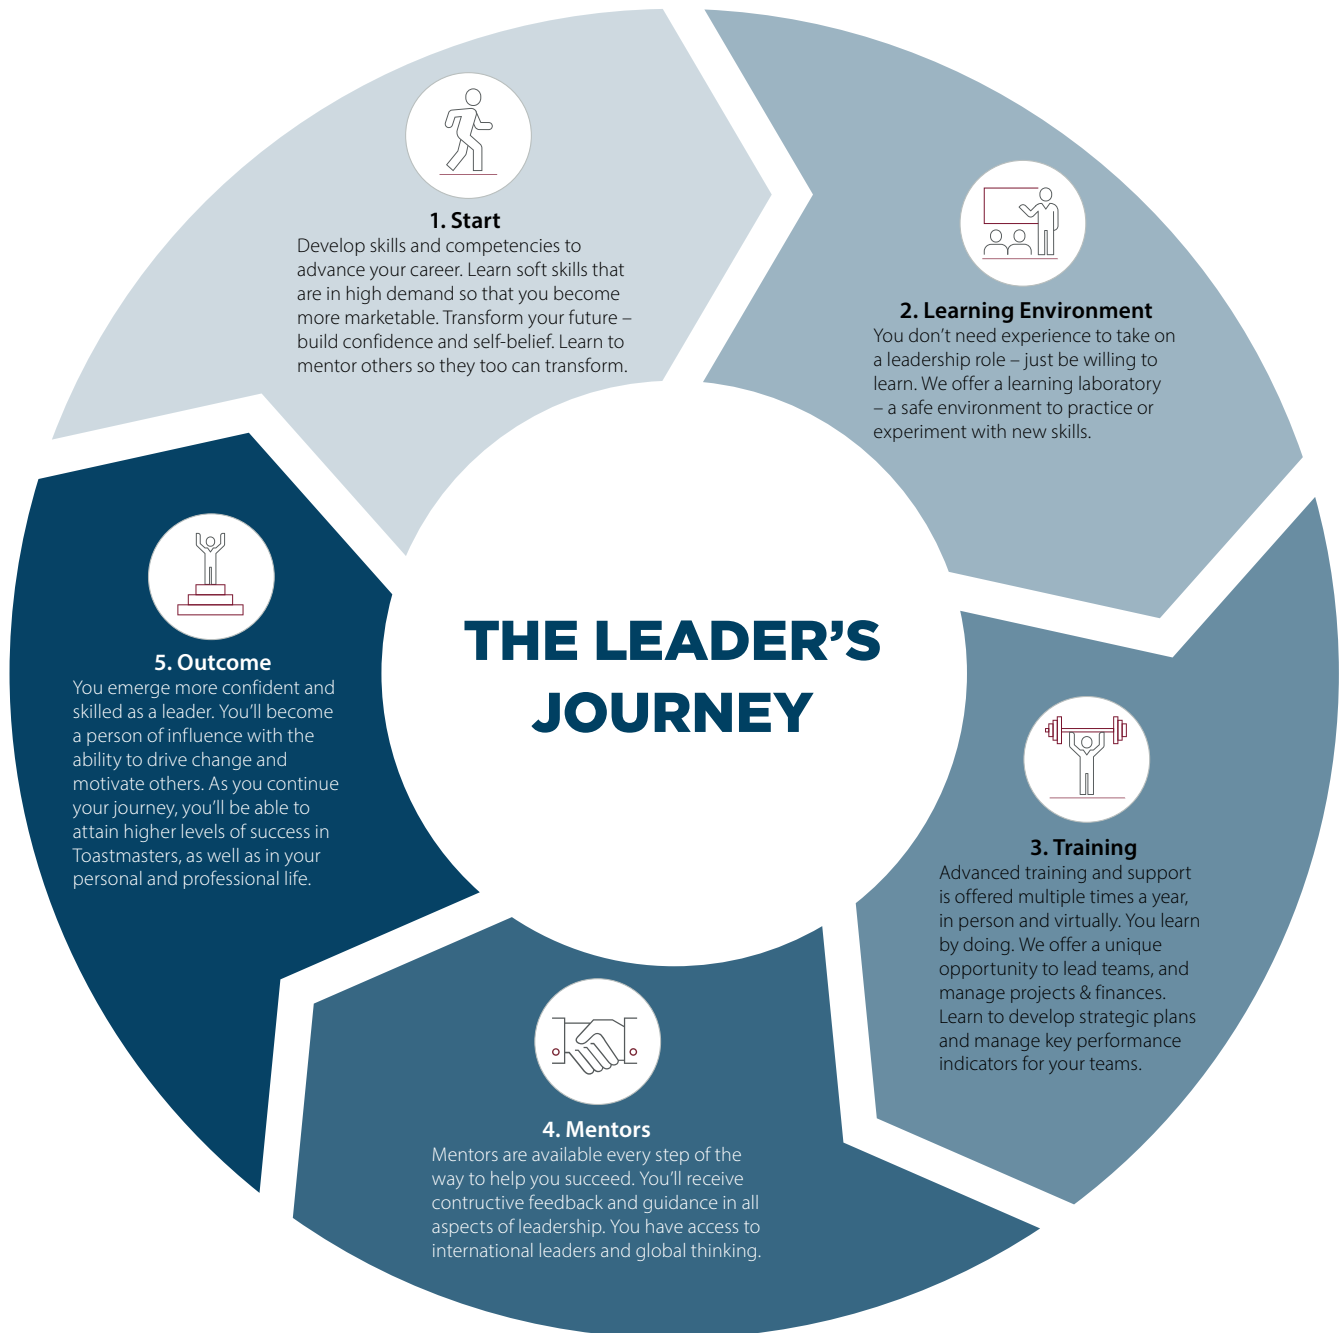 1. Start
Develop skills and competencies to
advance your career. Learn soft skills that
are in high demand so that you become
more marketable. Transform your future –
build confidence and self-belief. Learn to
mentor others so they too can transform.
2. Learning Environment
You don’t need experience to take on
a leadership role – just be willing to
learn. We offer a learning laboratory
– a safe environment to practice or
experiment with new skills.
THE LEADER’S
JOURNEY
3. Training
Advanced training and support
is offered multiple times a year,
in person and virtually. You learn
by doing. We offer a unique
opportunity to lead teams, and
manage projects & finances.
Learn to develop strategic plans
and manage key performance
indicators for your teams.
4. Mentors
Mentors are available every step of the
way to help you succeed. You’ll receive
contructive feedback and guidance in all
aspects of leadership. You have access to
international leaders and global thinking.
5. Outcome
You emerge more confident and
skilled as a leader. You’ll become
a person of influence with the
ability to drive change and
motivate others. As you continue
your journey, you’ll be able to
attain higher levels of success in
Toastmasters, as well as in your
personal and professional life.